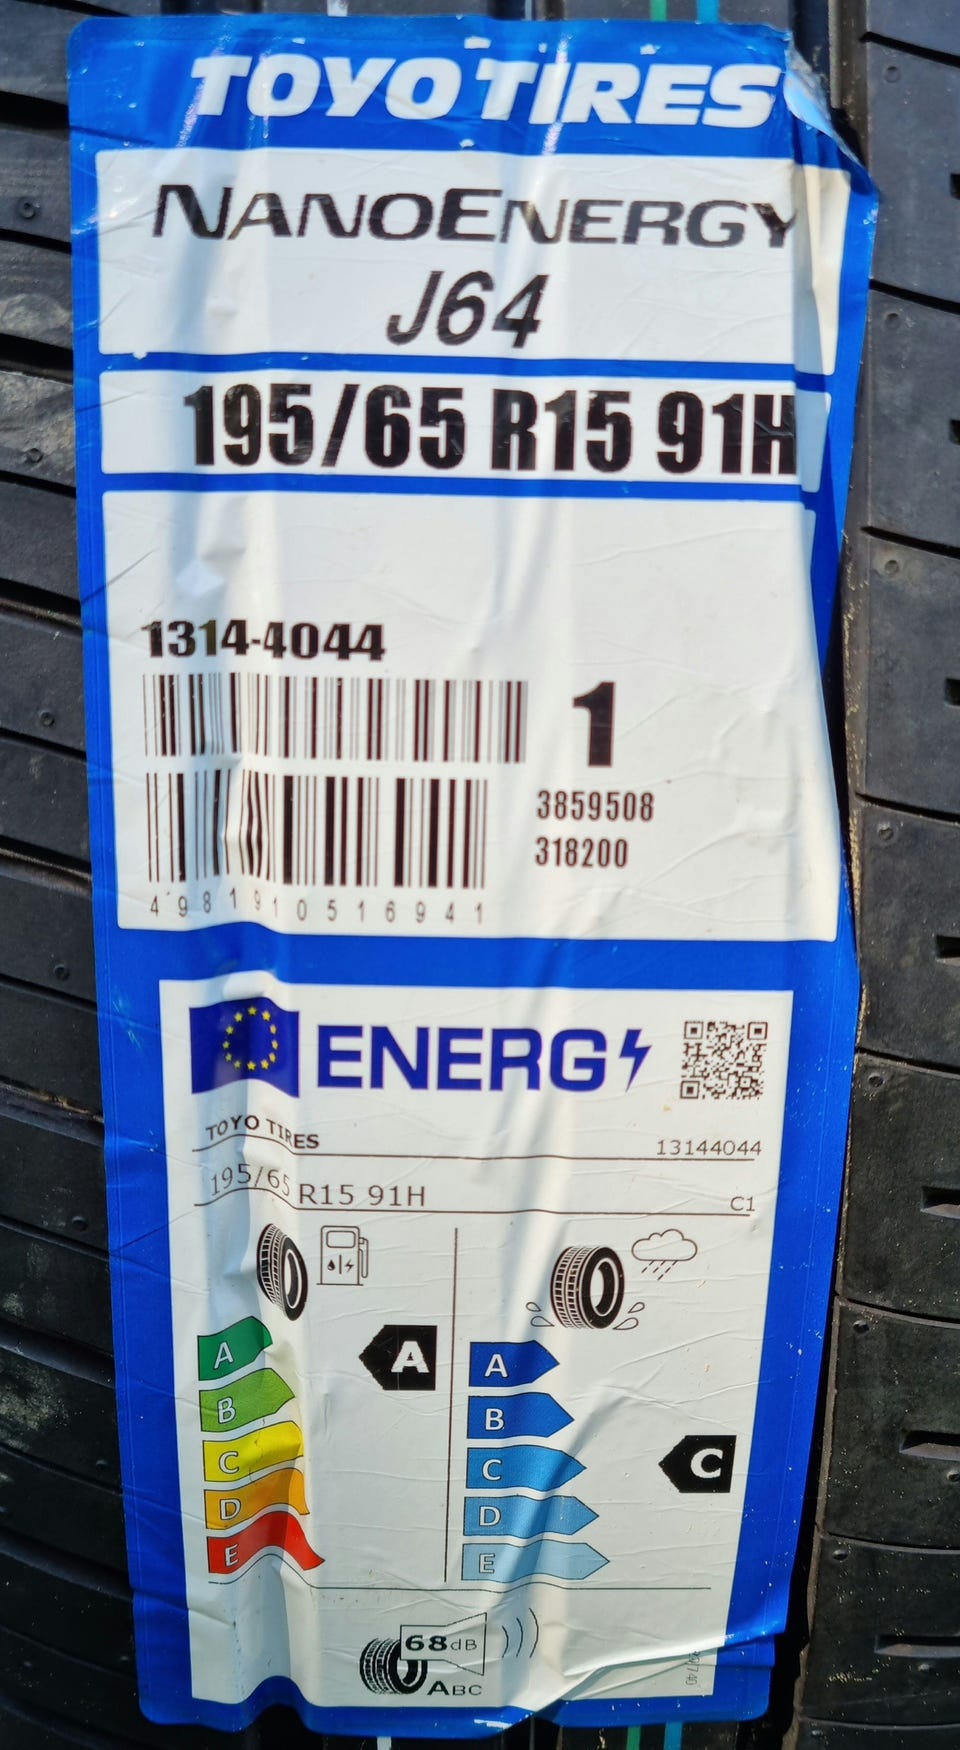 TOYO TIRES
NANOENERGY
J64
195/65 R15 91H
1314-4044
1
3859508
318200
4981910516941
ENERG
TOYO TIRES
13144044
195/65 R15 91H
C1
A
B
C
D
E
A
A
B
C
D
E
C
68dB
ABC